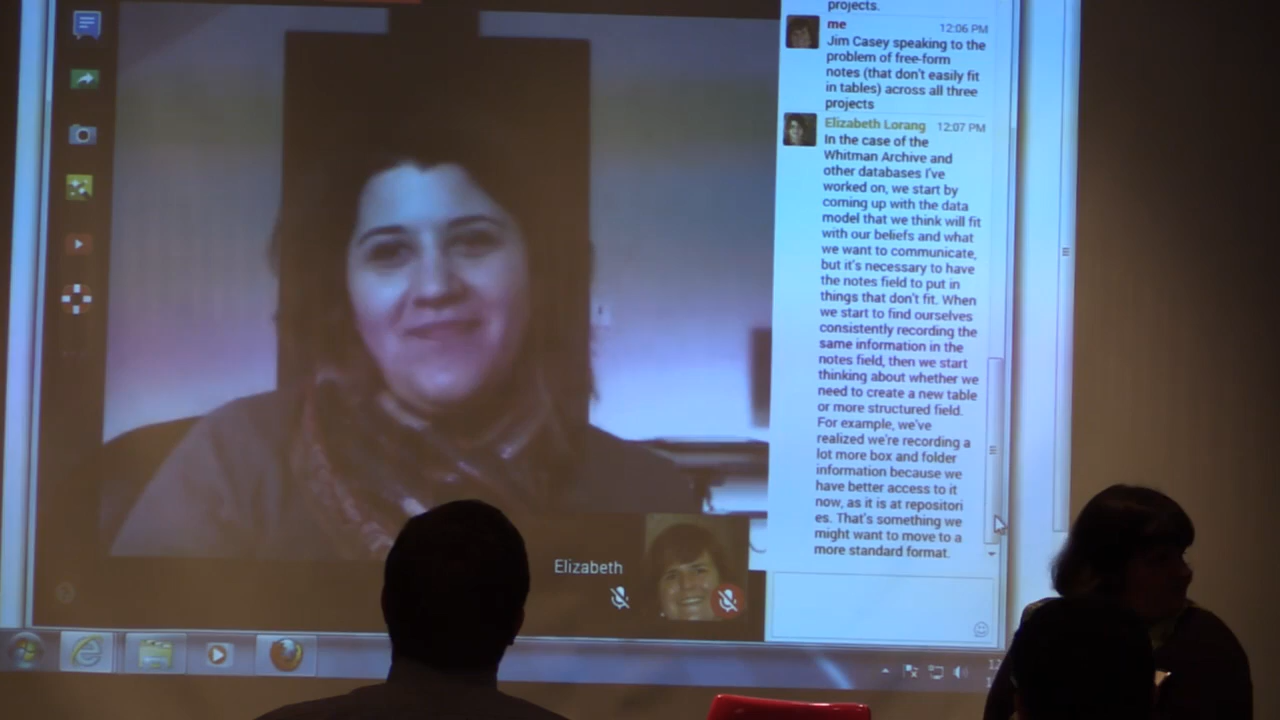 projects.
me
12:06 PM
Jim Casey speaking to the
problem of free-form
notes (that don't easily fit
in tables) across all three
projects
Elizabeth Lorang
12:07 PM
In the case of the
Whitman Archive and
other databases I've
worked on, we start by
coming up with the data
model that we think will fit
with our beliefs and what
we want to communicate,
but it's necessary to have
the notes field to put in
things that don't fit. When
we start to find ourselves
consistently recording the
same information in the
notes field, then we start
thinking about whether we
need to create a new table
or more structured field.
For example, we've
realized we're recording a
lot more box and folder
information because we
have better access to it
now, as it is at repositori
es. That's something we
might want to move to a
more standard format.
Elizabeth